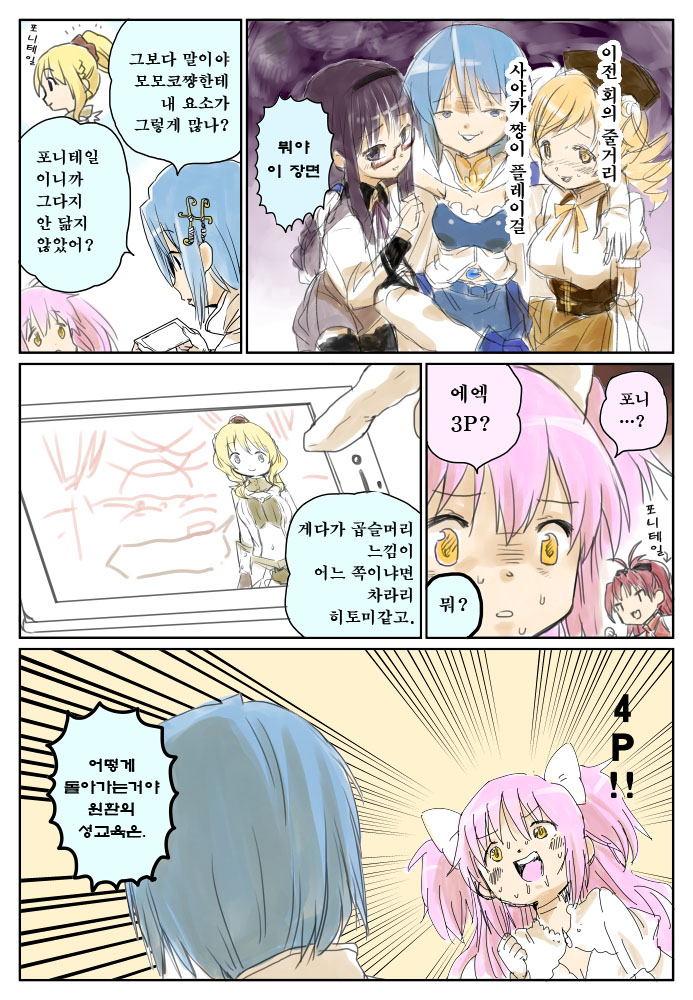 이전 회의 줄거리
사야카 쨩이 플레이걸
뭐야
이 장면
포니테일
그보다 말이야
모모코쨩한테
내 요소가
그렇게 많나?
포니테일
이니까
그다지
안 닮지
않았어?
포니
…?
에엑
3P?
포니테일
뭐?
게다가 곱슬머리
느낌이
어느 쪽이냐면
차라리
히토미같고.
4P!!
어떻게
돌아가는거야
원환의
성교육은.